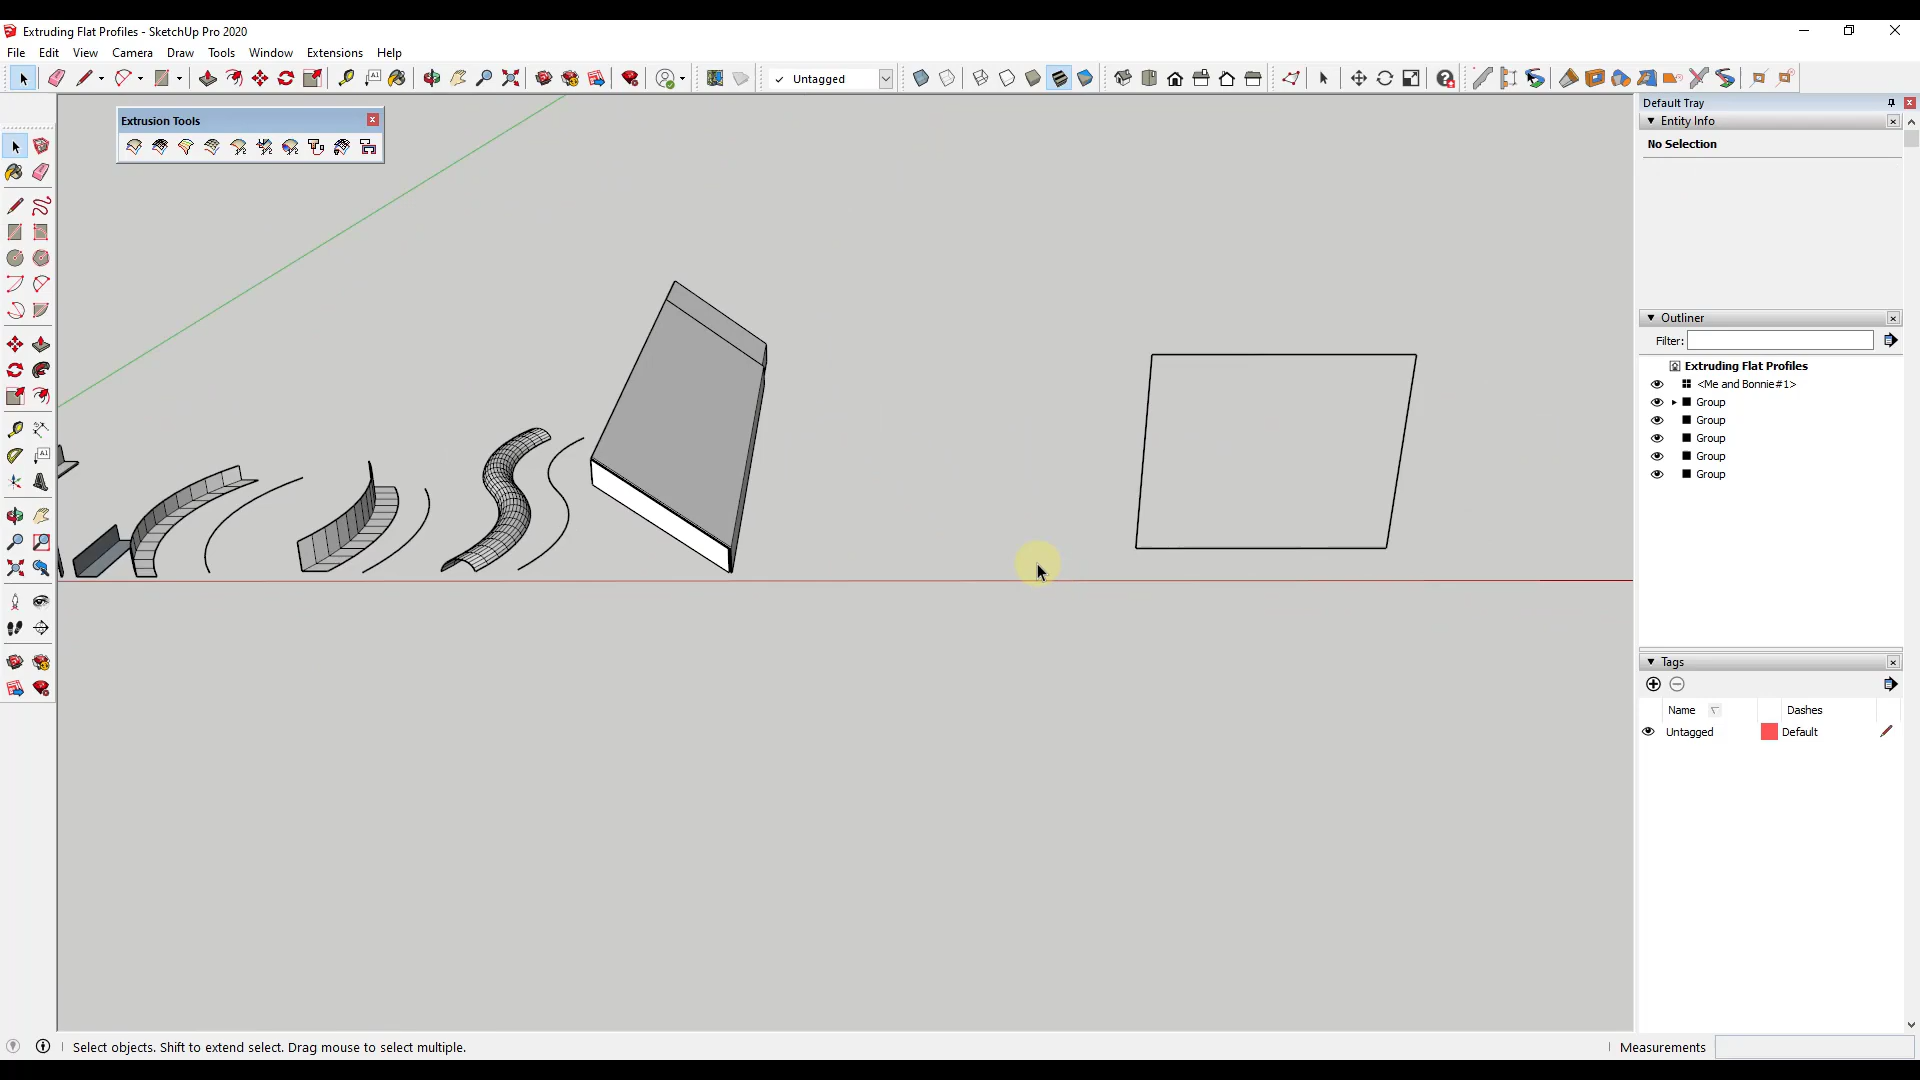 Extruding Flat Profiles - SketchUp Pro 2020
File Edit View Camera Draw Tools Window Extensions Help
Untagged
Default Tray
Extrusion Tools
Entity Info
No Selection
Outliner
Filter:
Extruding Flat Profiles
<Me and Bonnie#1>
Group
Group
Group
Group
Group
Tags
Name Dashes
Untagged Default
Select objects. Shift to extend select. Drag mouse to select multiple.
Measurements